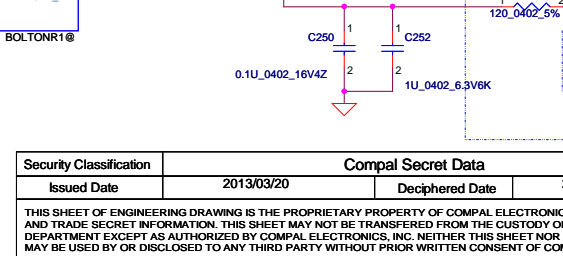 120_0402_5%
BOLTONR1@
C250
1
C252
1
0.1U_0402_16V4Z
2
2
1U_0402_6.3V6K
Security Classification
Compal Secret Data
Issued Date
2013/03/20
Deciphered Date
THIS SHEET OF ENGINEERING DRAWING IS THE PROPRIETARY PROPERTY OF COMPAL ELECTRONIC
AND TRADE SECRET INFORMATION. THIS SHEET MAY NOT BE TRANSFERED FROM THE CUSTODY O
DEPARTMENT EXCEPT AS AUTHORIZED BY COMPAL ELECTRONICS, INC. NEITHER THIS SHEET NOR
MAY BE USED BY OR DISCLOSED TO ANY THIRD PARTY WITHOUT PRIOR WRITTEN CONSENT OF COM